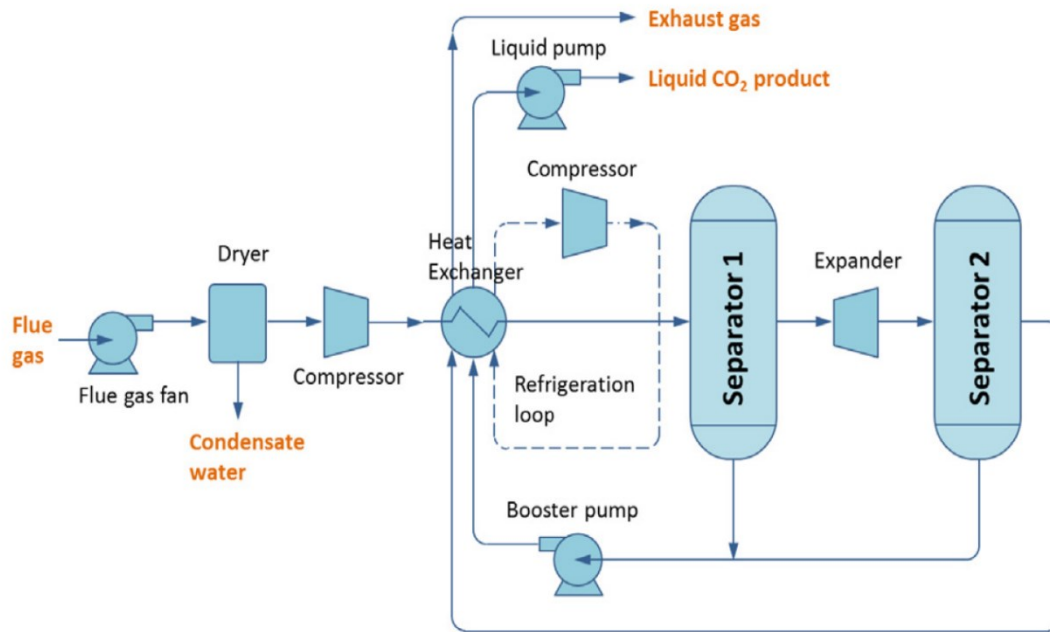 Exhaust gas
Liquid pump
Liquid CO₂ product
Compressor
Heat
Exchanger
Dryer
Expander
Separator 1
Separator 2
Flue
gas
Flue gas fan
Compressor
Refrigeration
loop
Condensate
water
Booster pump